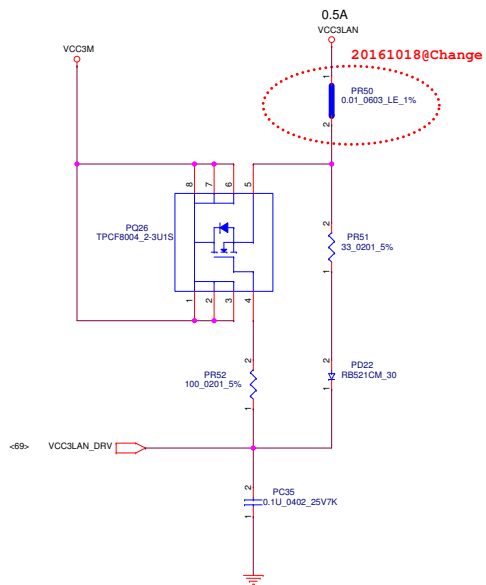 0.5A
VCC3LAN
20161018@Change
VCC3M
1
PR50
0.01_0603_LE_1%
2
8
7
6
5
PQ26
TPCF8004_2-3U1S
2
PR51
33_0201_5%
1
1
2
3
4
2
PR52
100_0201_5%
1
2
PD22
RB521CM_30
1
<69>
VCC3LAN_DRV
2
PC35
0.1U_0402_25V7K
1